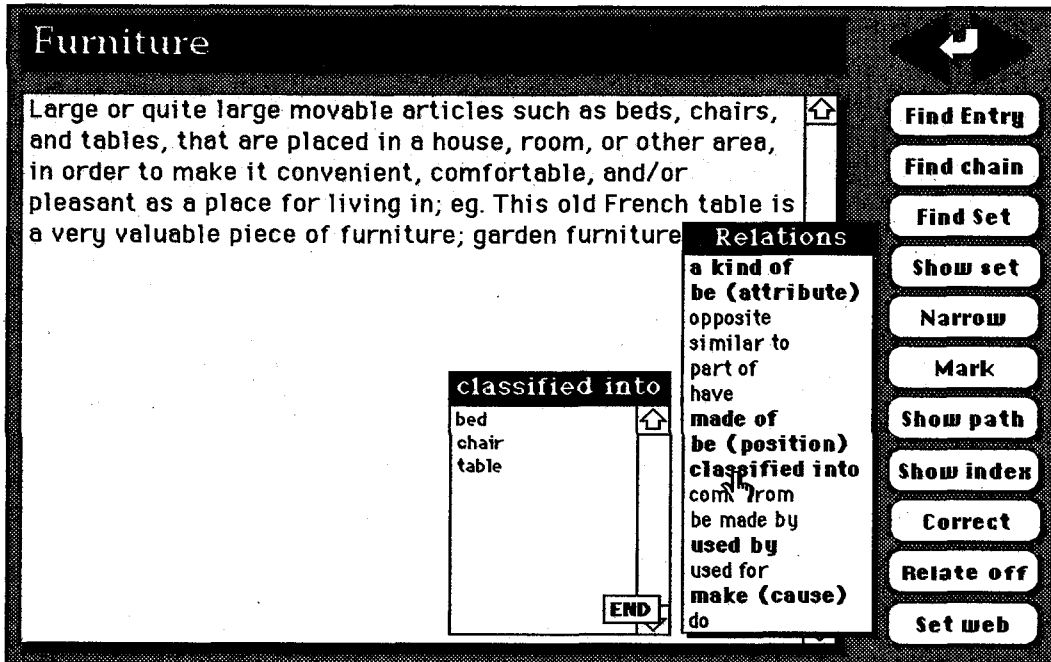 Furniture
Large or quite large movable articles such as beds, chairs,
and tables, that are placed in a house, room, or other area,
in order to make it convenient, comfortable, and/or
pleasant as a place for living in; eg. This old French table is
a very valuable piece of furniture; garden furniture
Relations
a kind of
be (attribute)
opposite
similar to
part of
have
made of
be (position)
classified into
com from
be made by
used by
used for
make (cause)
do
classified into
bed
chair
table
END
Find Entry
Find chain
Find Set
Show set
Narrow
Mark
Show path
Show index
Correct
Relate off
Set web